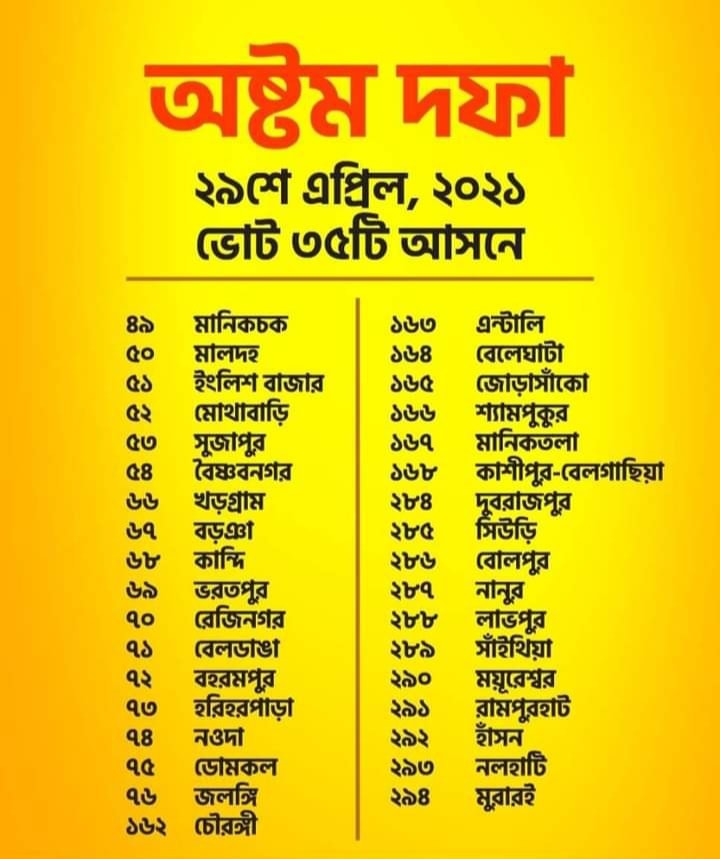 অষ্টম দফা
২৯শে এপ্রিল, ২০২১
ভোট ৩৫টি আসনে
৪৯ মানিকচক
৫০ মালদহ
৫১ ইংলিশ বাজার
৫২ মোথাবাড়ি
৫৩ সুজাপুর
৫৪ বৈষ্ণবনগর
৬৬ খড়গ্রাম
৬৭ বড়ঞা
৬৮ কান্দি
৬৯ ভরতপুর
৭০ রেজিনগর
৭১ বেলডাঙা
৭২ বহরমপুর
৭৩ হরিহরপাড়া
৭৪ নওদা
৭৫ ডোমকল
৭৬ জলঙ্গি
১৬২ চৌরঙ্গী
১৬৩ এন্টালি
১৬৪ বেলেঘাটা
১৬৫ জোড়াসাঁকো
১৬৬ শ্যামপুকুর
১৬৭ মানিকতলা
১৬৮ কাশীপুর-বেলগাছিয়া
২৮৪ দুবরাজপুর
২৮৫ সিউড়ি
২৮৬ বোলপুর
২৮৭ নানুর
২৮৮ লাভপুর
২৮৯ সাঁইথিয়া
২৯০ ময়ূরেশ্বর
২৯১ রামপুরহাট
২৯২ হাঁসন
২৯৩ নলহাটি
২৯৪ মুরারই